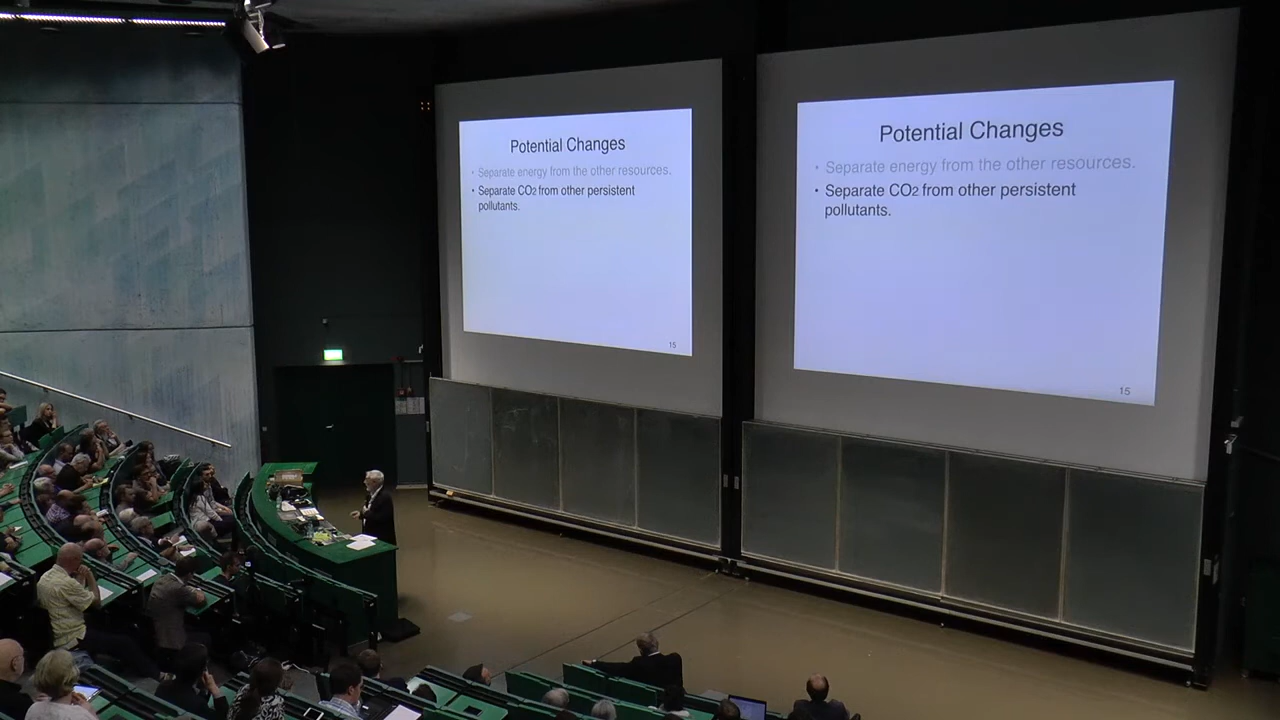 Potential Changes
• Separate energy from the other resources.
• Separate CO2 from other persistent
pollutants.
15
Potential Changes
• Separate energy from the other resources.
• Separate CO2 from other persistent
pollutants.
15